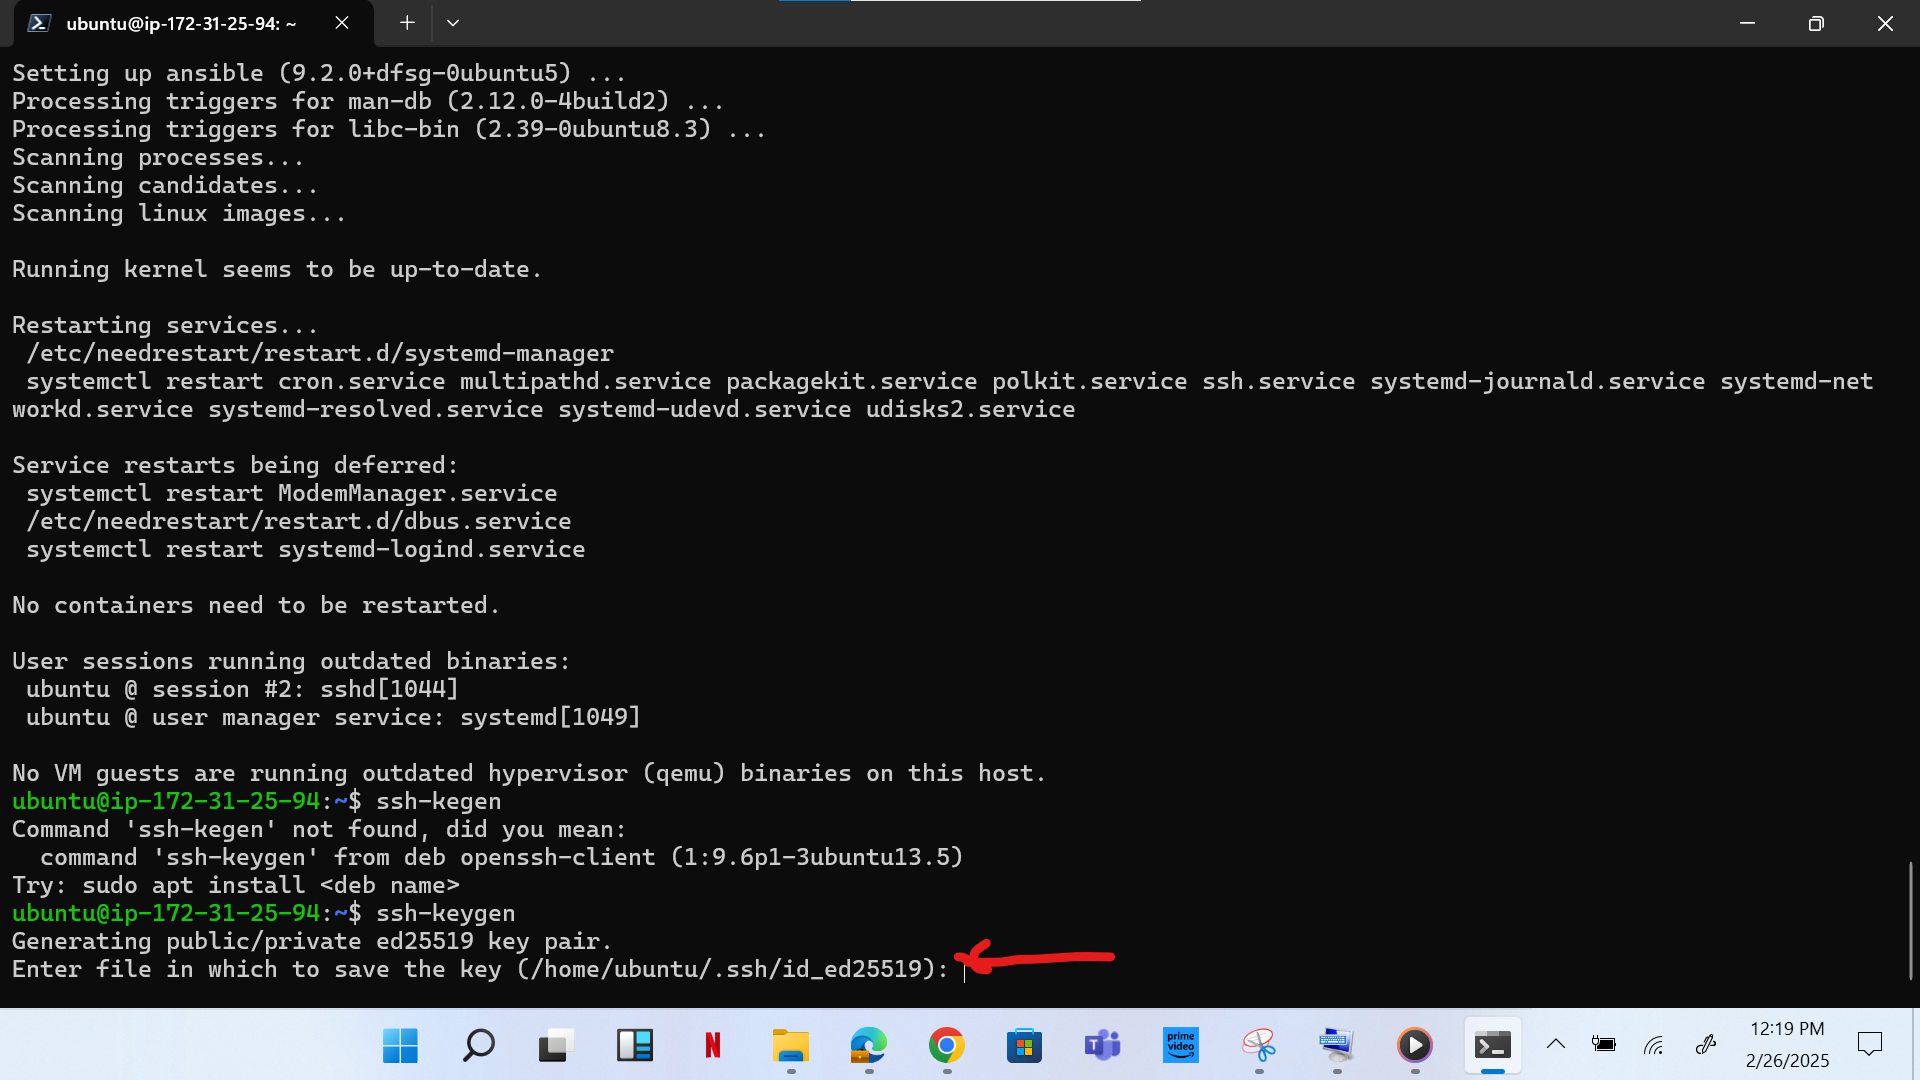 ubuntu@ip-172-31-25-94: ~
Setting up ansible (9.2.0+dfsg-0ubuntu5) ...
Processing triggers for man-db (2.12.0-4build2) ...
Processing triggers for libc-bin (2.39-0ubuntu8.3) ...
Scanning processes...
Scanning candidates...
Scanning linux images...
Running kernel seems to be up-to-date.
Restarting services...
/etc/needrestart/restart.d/systemd-manager
systemctl restart cron.service multipathd.service packagekit.service polkit.service ssh.service systemd-journald.service systemd-net
workd.service systemd-resolved.service systemd-udevd.service udisks2.service
Service restarts being deferred:
systemctl restart ModemManager.service
/etc/needrestart/restart.d/dbus.service
systemctl restart systemd-logind.service
No containers need to be restarted.
User sessions running outdated binaries:
ubuntu @ session #2: sshd[1044]
ubuntu @ user manager service: systemd[1049]
No VM guests are running outdated hypervisor (qemu) binaries on this host.
ubuntu@ip-172-31-25-94:~$ ssh-kegen
Command 'ssh-kegen' not found, did you mean:
command 'ssh-keygen' from deb openssh-client (1:9.6p1-3ubuntu13.5)
Try: sudo apt install <deb name>
ubuntu@ip-172-31-25-94:~$ ssh-keygen
Generating public/private ed25519 key pair.
Enter file in which to save the key (/home/ubuntu/.ssh/id_ed25519):
N
T
prime video
12:19 PM
2/26/2025